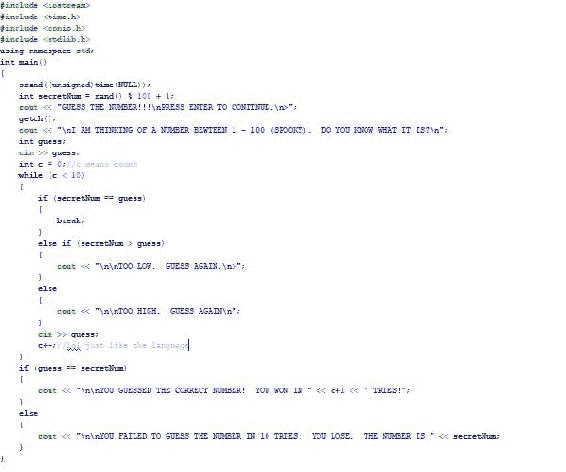 #include <iostream>
#include <time.h>
#include <conio.h>
#include <stdlib.h>
using namespace std;
int main()
{
srand((unsigned)time(NULL));
int secretNum = rand() % 100 + 1;
cout << "GUESS THE NUMBER!!!\nPRESS ENTER TO CONTINUE.\n>";
getch();
cout << "\nI AM THINKING OF A NUMBER BEWTEEN 1 - 100 (SPOOKY).  DO YOU KNOW WHAT IT IS?\n";
int guess;
cin >> guess;
int c = 0;//c means count
while (c < 10)
{
if (secretNum == guess)
{
break;
}
else if (secretNum > guess)
{
cout << "\n\nTOO LOW.  GUESS AGAIN.\n>";
}
else
{
cout << "\n\nTOO HIGH.  GUESS AGAIN\n";
}
cin >> guess;
c++;//lol just like the language
}
if (guess == secretNum)
{
cout << "\n\nYOU GUESSED THE CORRECT NUMBER!  YOU WON IN " << c+1 << " TRIES!";
}
else
{
cout << "\n\nYOU FAILED TO GUESS THE NUMBER IN 10 TRIES.  YOU LOSE.  THE NUMBER IS " << secretNum;
}
}